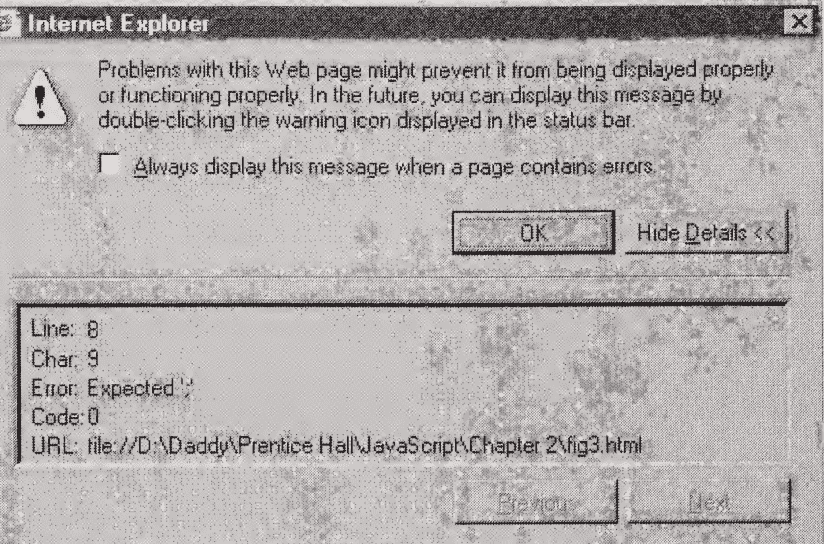 Internet Explorer
Problems with this Web page might prevent it from being displayed properly
or functioning properly. In the future, you can display this message by
double-clicking the warning icon displayed in the status bar.
Always display this message when a page contains errors.
OK
Hide Details <<
Line: 8
Char: 9
Error: Expected ';'
Code: 0
URL: file://D:\Daddy\Prentice Hall\JavaScript\Chapter 2\fig3.html
Previous
Next